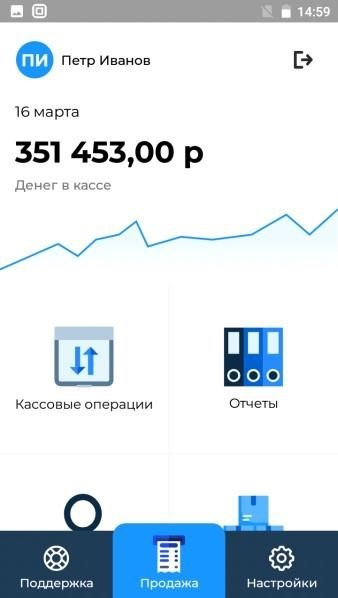 14:59
ПИ
Петр Иванов
16 марта
351 453,00 р
Денег в кассе
Кассовые операции
Отчеты
Поддержка
Продажа
Настройки